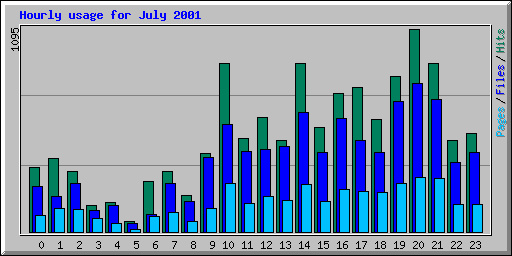 Hourly usage for July 2001
1095
Pages / Files / Hits
0 1 2 3 4 5 6 7 8 9 10 11 12 13 14 15 16 17 18 19 20 21 22 23